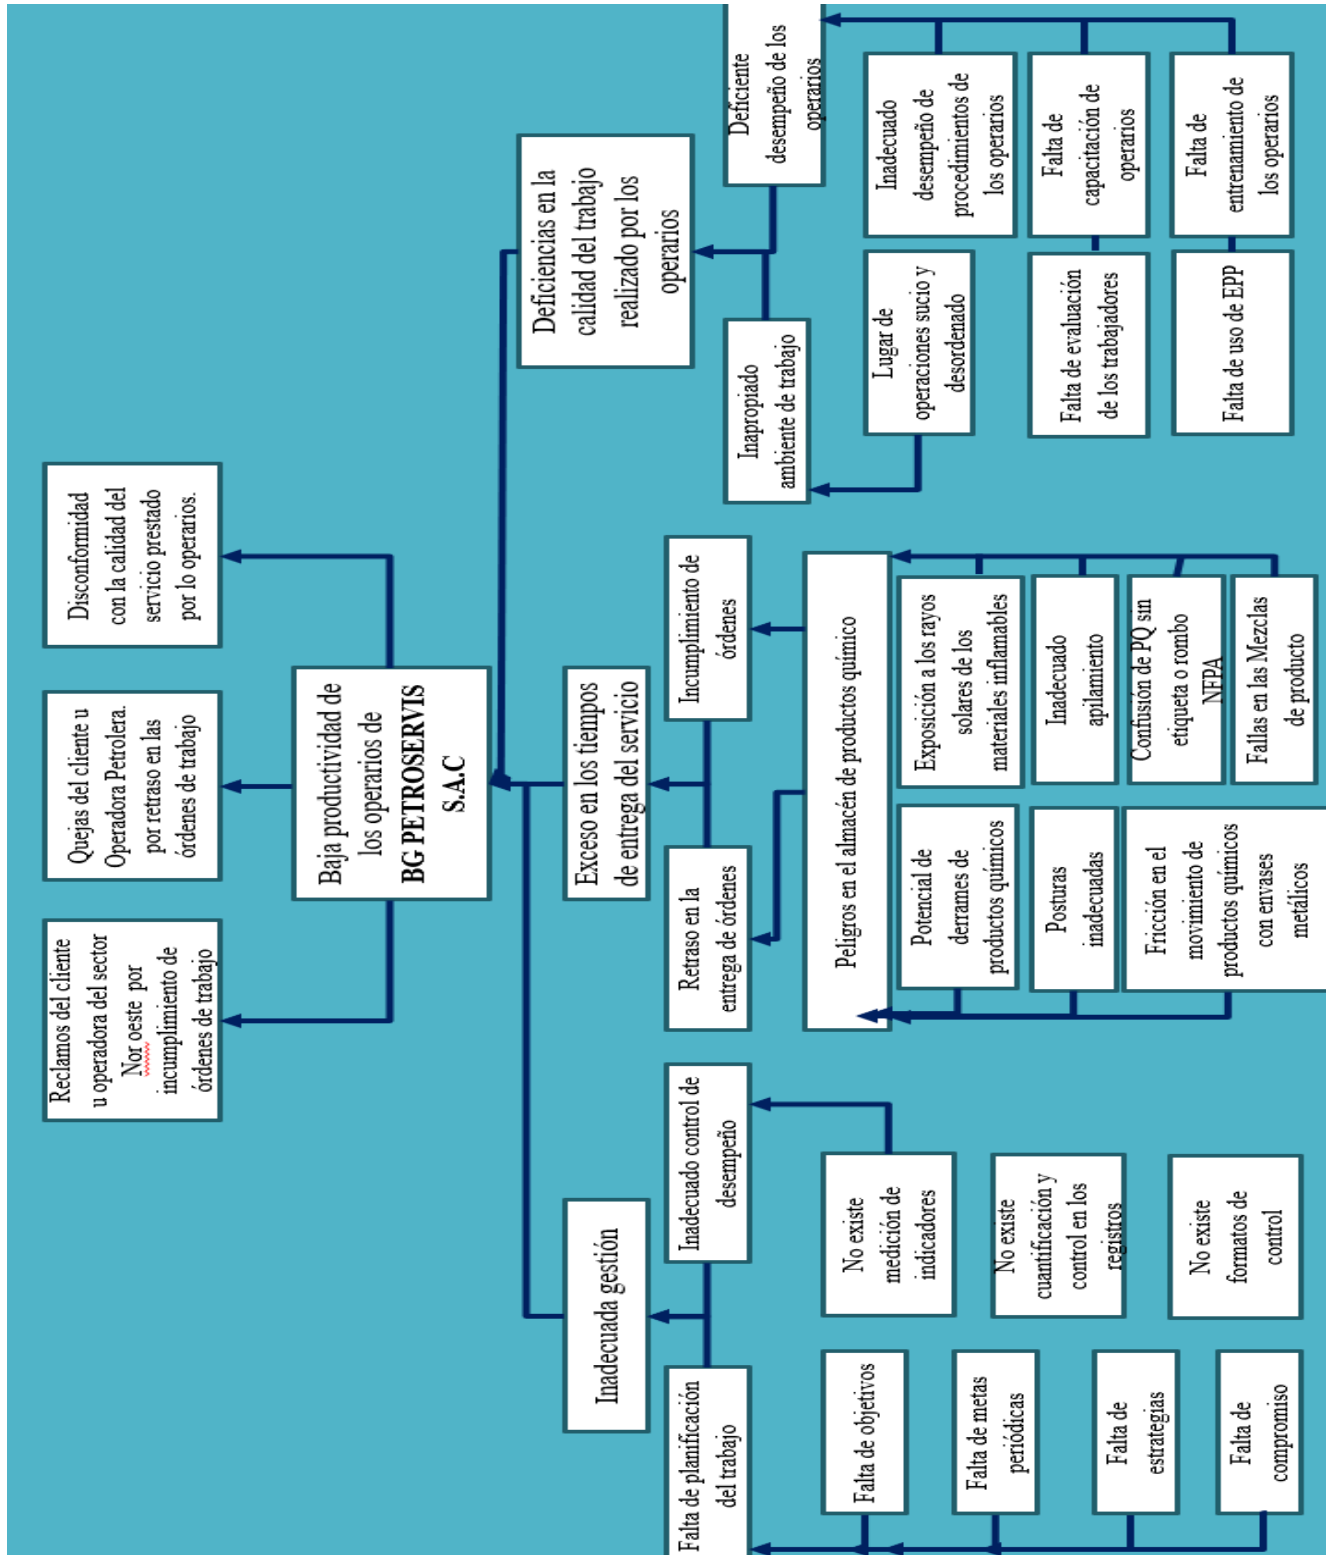 Reclamos del cliente
u operadora del sector
Nor oeste por
incumplimiento de
órdenes de trabajo
Quejas del cliente u
Operadora Petrolera.
por retraso en las
órdenes de trabajo
Disconformidad
con la calidad del
servicio prestado
por lo operarios.
Baja productividad de
los operarios de
BG PETROSERVIS
S.A.C
Inadecuada gestión
Exceso en los tiempos
de entrega del servicio
Deficiencias en la
calidad del trabajo
realizado por los
operarios
Falta de planificación
del trabajo
Inadecuado control de
desempeño
Retraso en la
entrega de órdenes
Incumplimiento de
órdenes
Inapropiado
ambiente de trabajo
Deficiente
desempeño de los
operarios
Falta de objetivos
Falta de metas
periódicas
Falta de
estrategias
Falta de
compromiso
No existe
medición de
indicadores
No existe
cuantificación y
control en los
registros
No existe
formatos de
control
Peligros en el almacén de productos químico
Potencial de
derrames de
productos químicos
Posturas
inadecuadas
Fricción en el
movimiento de
productos químicos
con envases
metálicos
Exposición a los rayos
solares de los
materiales inflamables
Inadecuado
apilamiento
Confusión de PQ sin
etiqueta o rombo
NFPA
Fallas en las Mezclas
de producto
Lugar de
operaciones sucio y
desordenado
Falta de evaluación
de los trabajadores
Falta de uso de EPP
Inadecuado
desempeño de
procedimientos de
los operarios
Falta de
capacitación de
operarios
Falta de
entrenamiento de
los operarios